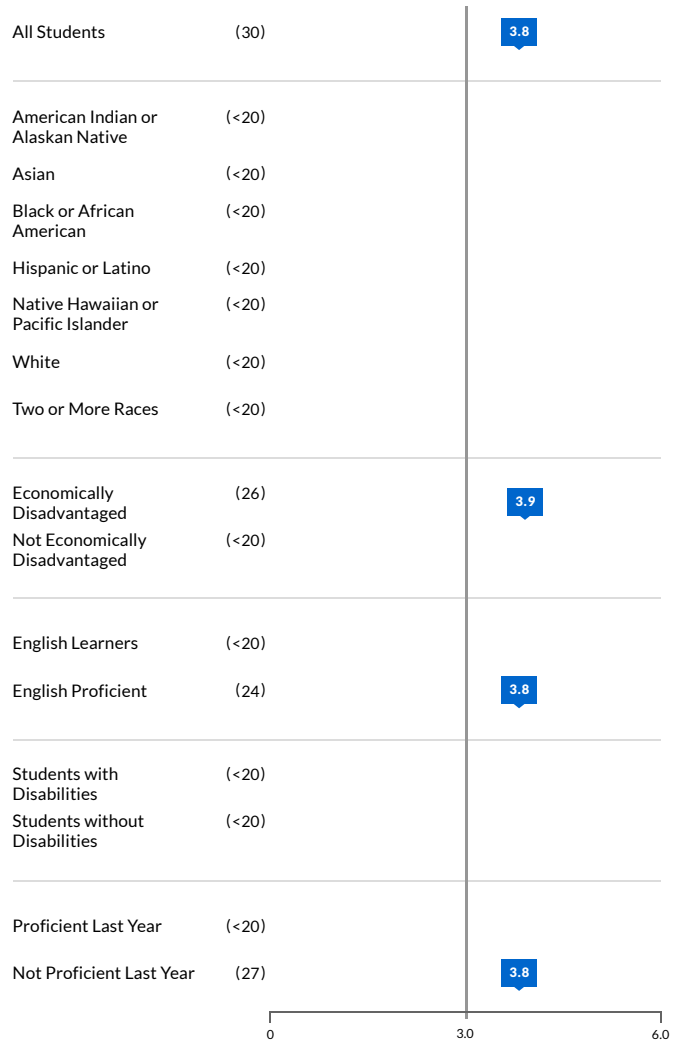 All Students (30) 3.8
American Indian or
Alaskan Native (<20)
Asian (<20)
Black or African
American (<20)
Hispanic or Latino (<20)
Native Hawaiian or
Pacific Islander (<20)
White (<20)
Two or More Races (<20)
Economically
Disadvantaged (26) 3.9
Not Economically
Disadvantaged (<20)
English Learners (<20)
English Proficient (24) 3.8
Students with
Disabilities (<20)
Students without
Disabilities (<20)
Proficient Last Year (<20)
Not Proficient Last Year (27) 3.8
0 3.0 6.0